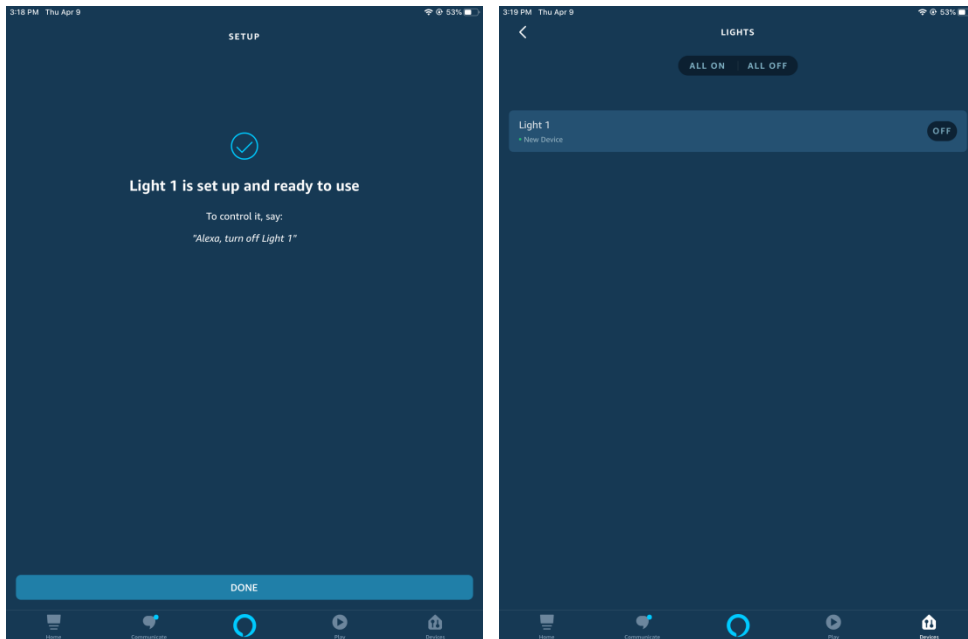 3:18 PM Thu Apr 9
53%
SETUP
Light 1 is set up and ready to use
To control it, say:
"Alexa, turn off Light 1"
DONE
Home
Communicate
Play
Devices
3:19 PM Thu Apr 9
53%
LIGHTS
ALL ON ALL OFF
Light 1
OFF
• New Device
Home
Communicate
Play
Devices